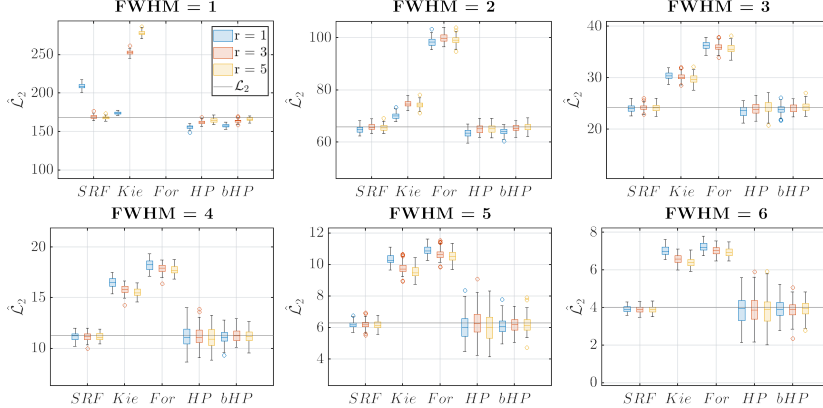 FWHM = 1
FWHM = 2
FWHM = 3
250
200
150
100
L̂₂
r = 1
r = 3
r = 5
L₂
SRF Kie For HP bHP
100
80
60
L̂₂
SRF Kie For HP bHP
40
30
20
L̂₂
SRF Kie For HP bHP
FWHM = 4
FWHM = 5
FWHM = 6
20
15
10
L̂₂
SRF Kie For HP bHP
12
10
8
6
4
L̂₂
SRF Kie For HP bHP
8
6
4
2
0
L̂₂
SRF Kie For HP bHP